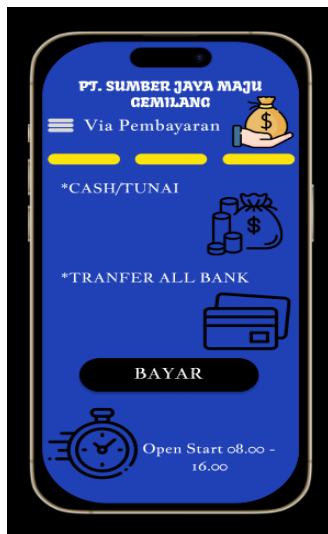 PT. SUMBER JAYA MAJU
GEMILANG
Via Pembayaran
$
*CASH/TUNAI
$
*TRANFER ALL BANK
BAYAR
Open Start 08.00 -
16.00